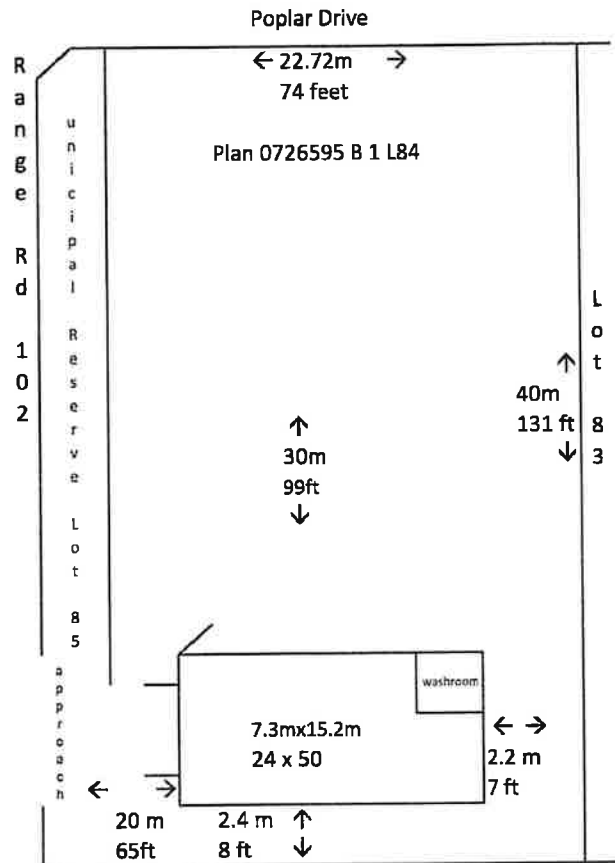 Poplar Drive
22.72m
74 feet
Plan 0726595 B 1 L84
Range Rd 102
unicipal Reserve Lot 85
Lot 83
40m
131 ft
30m
99ft
approach
washroom
7.3mx15.2m
24 x 50
2.2 m
7 ft
20 m
65ft
2.4 m
8 ft